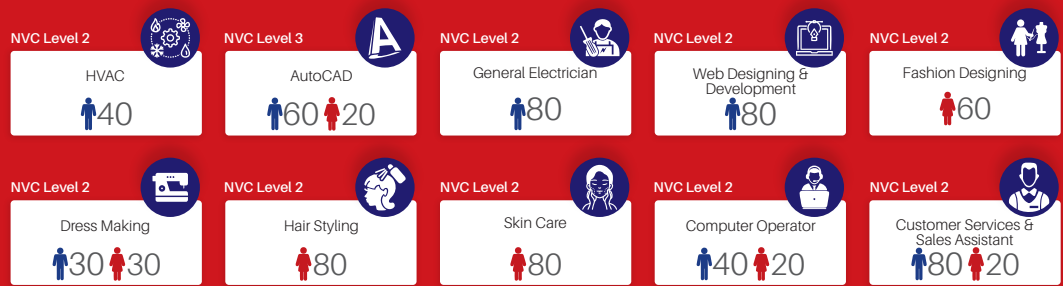 NVC Level 2
HVAC
40
NVC Level 3
A
AutoCAD
60 20
NVC Level 2
General Electrician
80
NVC Level 2
Web Designing &
Development
80
NVC Level 2
Fashion Designing
60
NVC Level 2
Dress Making
30 30
NVC Level 2
Hair Styling
80
NVC Level 2
Skin Care
80
NVC Level 2
Computer Operator
40 20
NVC Level 2
Customer Services &
Sales Assistant
80 20